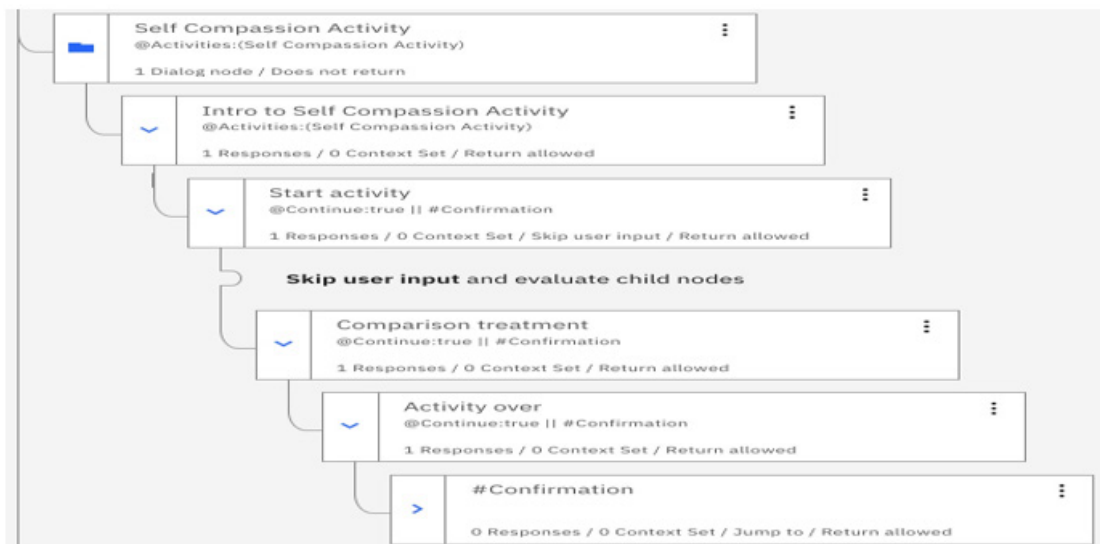 Self Compassion Activity
@Activities:(Self Compassion Activity)
1 Dialog node / Does not return
Intro to Self Compassion Activity
@Activities:(Self Compassion Activity)
1 Responses / 0 Context Set / Return allowed
Start activity
@Continue:true || #Confirmation
1 Responses / 0 Context Set / Skip user input / Return allowed
Skip user input and evaluate child nodes
Comparison treatment
@Continue:true || #Confirmation
1 Responses / 0 Context Set / Return allowed
Activity over
@Continue:true || #Confirmation
1 Responses / 0 Context Set / Return allowed
#Confirmation
0 Responses / 0 Context Set / Jump to / Return allowed